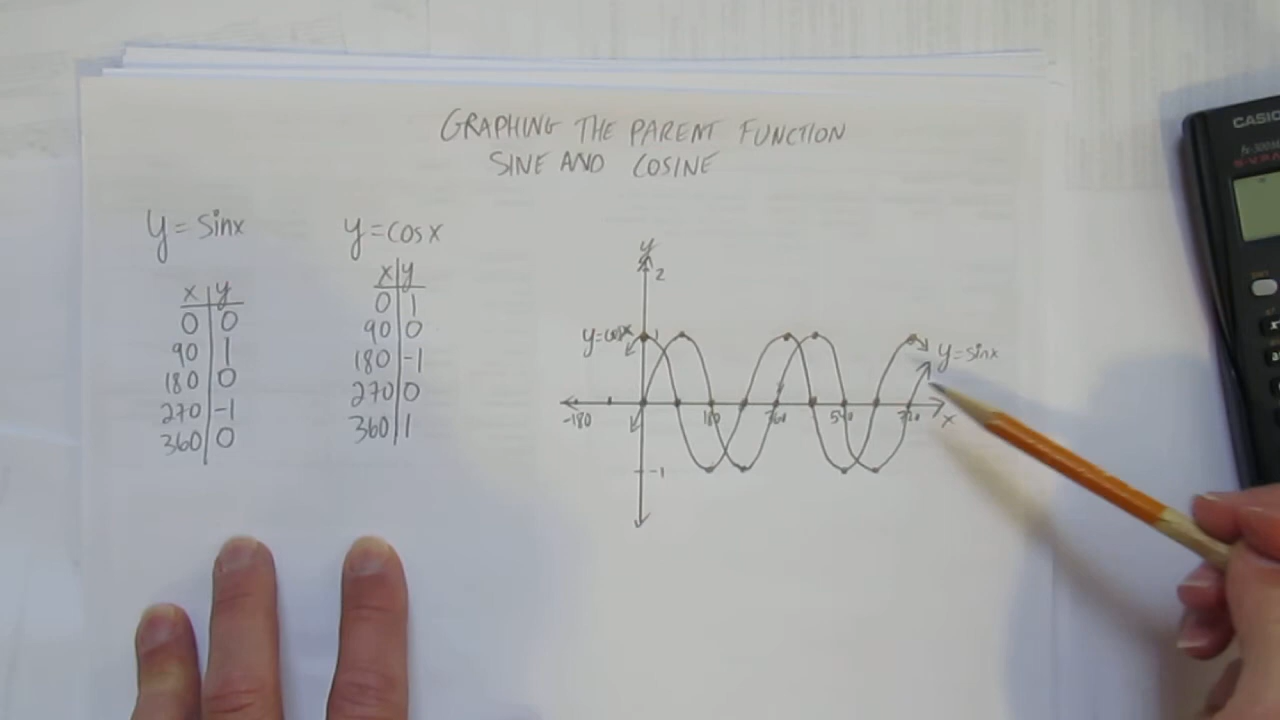 GRAPHING THE PARENT FUNCTION
SINE AND COSINE
y = sinx
x y
0 0
90 1
180 0
270 -1
360 0
y = cosx
x y
0 1
90 0
180 -1
270 0
360 1
y
2
y=cosx 1
y=sinx
-180 180 360 540 720 x
-1
CASIO